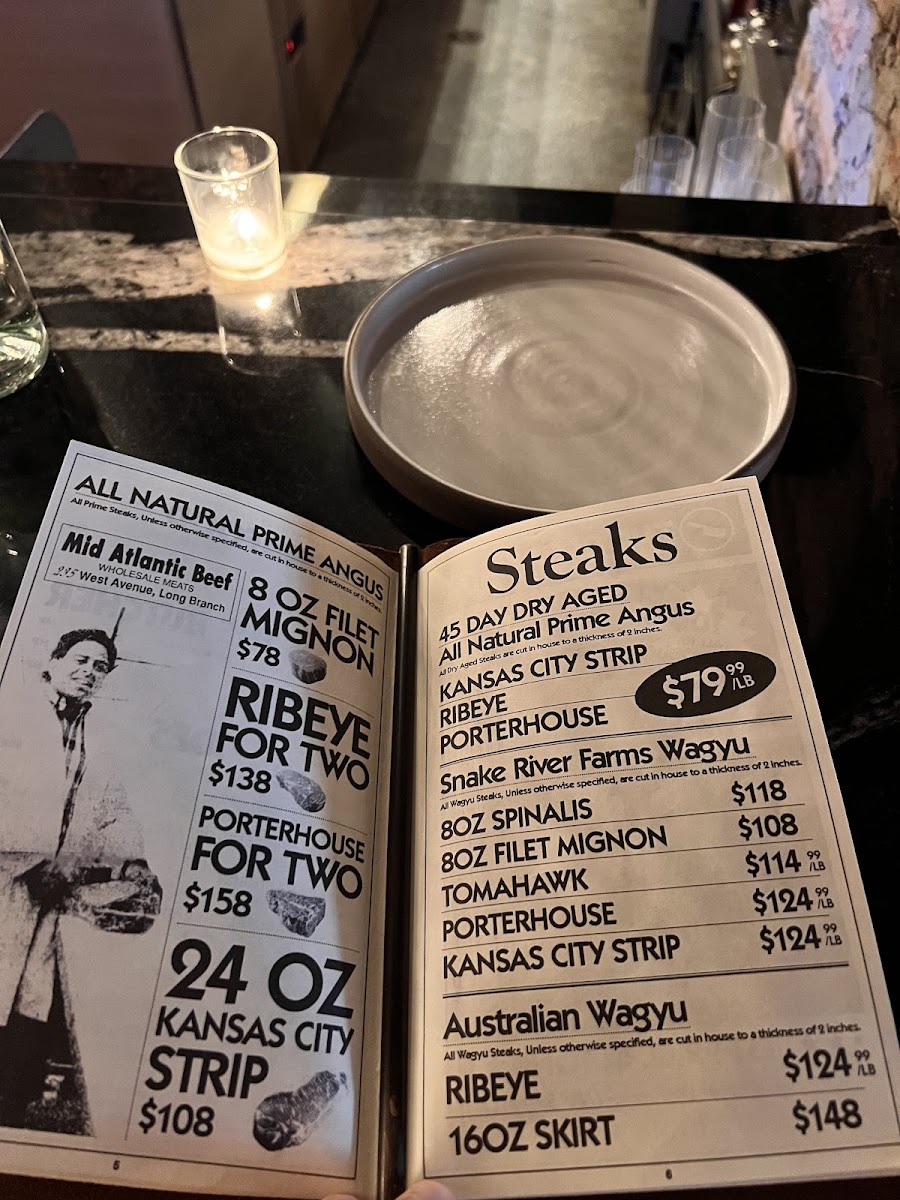 ALL NATURAL PRIME ANGUS
All Prime Steaks, Unless otherwise specified, are cut in house to a thickness of 2 inches.
Mid Atlantic Beef
WHOLESALE MEATS
295 West Avenue, Long Branch
8 OZ FILET
MIGNON
$78
RIBEYE
FOR TWO
$138
PORTERHOUSE
FOR TWO
$158
24 OZ
KANSAS CITY
STRIP
$108
5
Steaks
45 DAY DRY AGED
All Natural Prime Angus
All Dry Aged Steaks are cut in house to a thickness of 2 inches.
KANSAS CITY STRIP
RIBEYE
PORTERHOUSE
$79.99/LB
Snake River Farms Wagyu
All Wagyu Steaks, Unless otherwise specified, are cut in house to a thickness of 2 inches.
8OZ SPINALIS $118
8OZ FILET MIGNON $108
TOMAHAWK $114.99/LB
PORTERHOUSE $124.99/LB
KANSAS CITY STRIP $124.99/LB
Australian Wagyu
All Wagyu Steaks, Unless otherwise specified, are cut in house to a thickness of 2 inches.
RIBEYE $124.99/LB
16OZ SKIRT $148
6